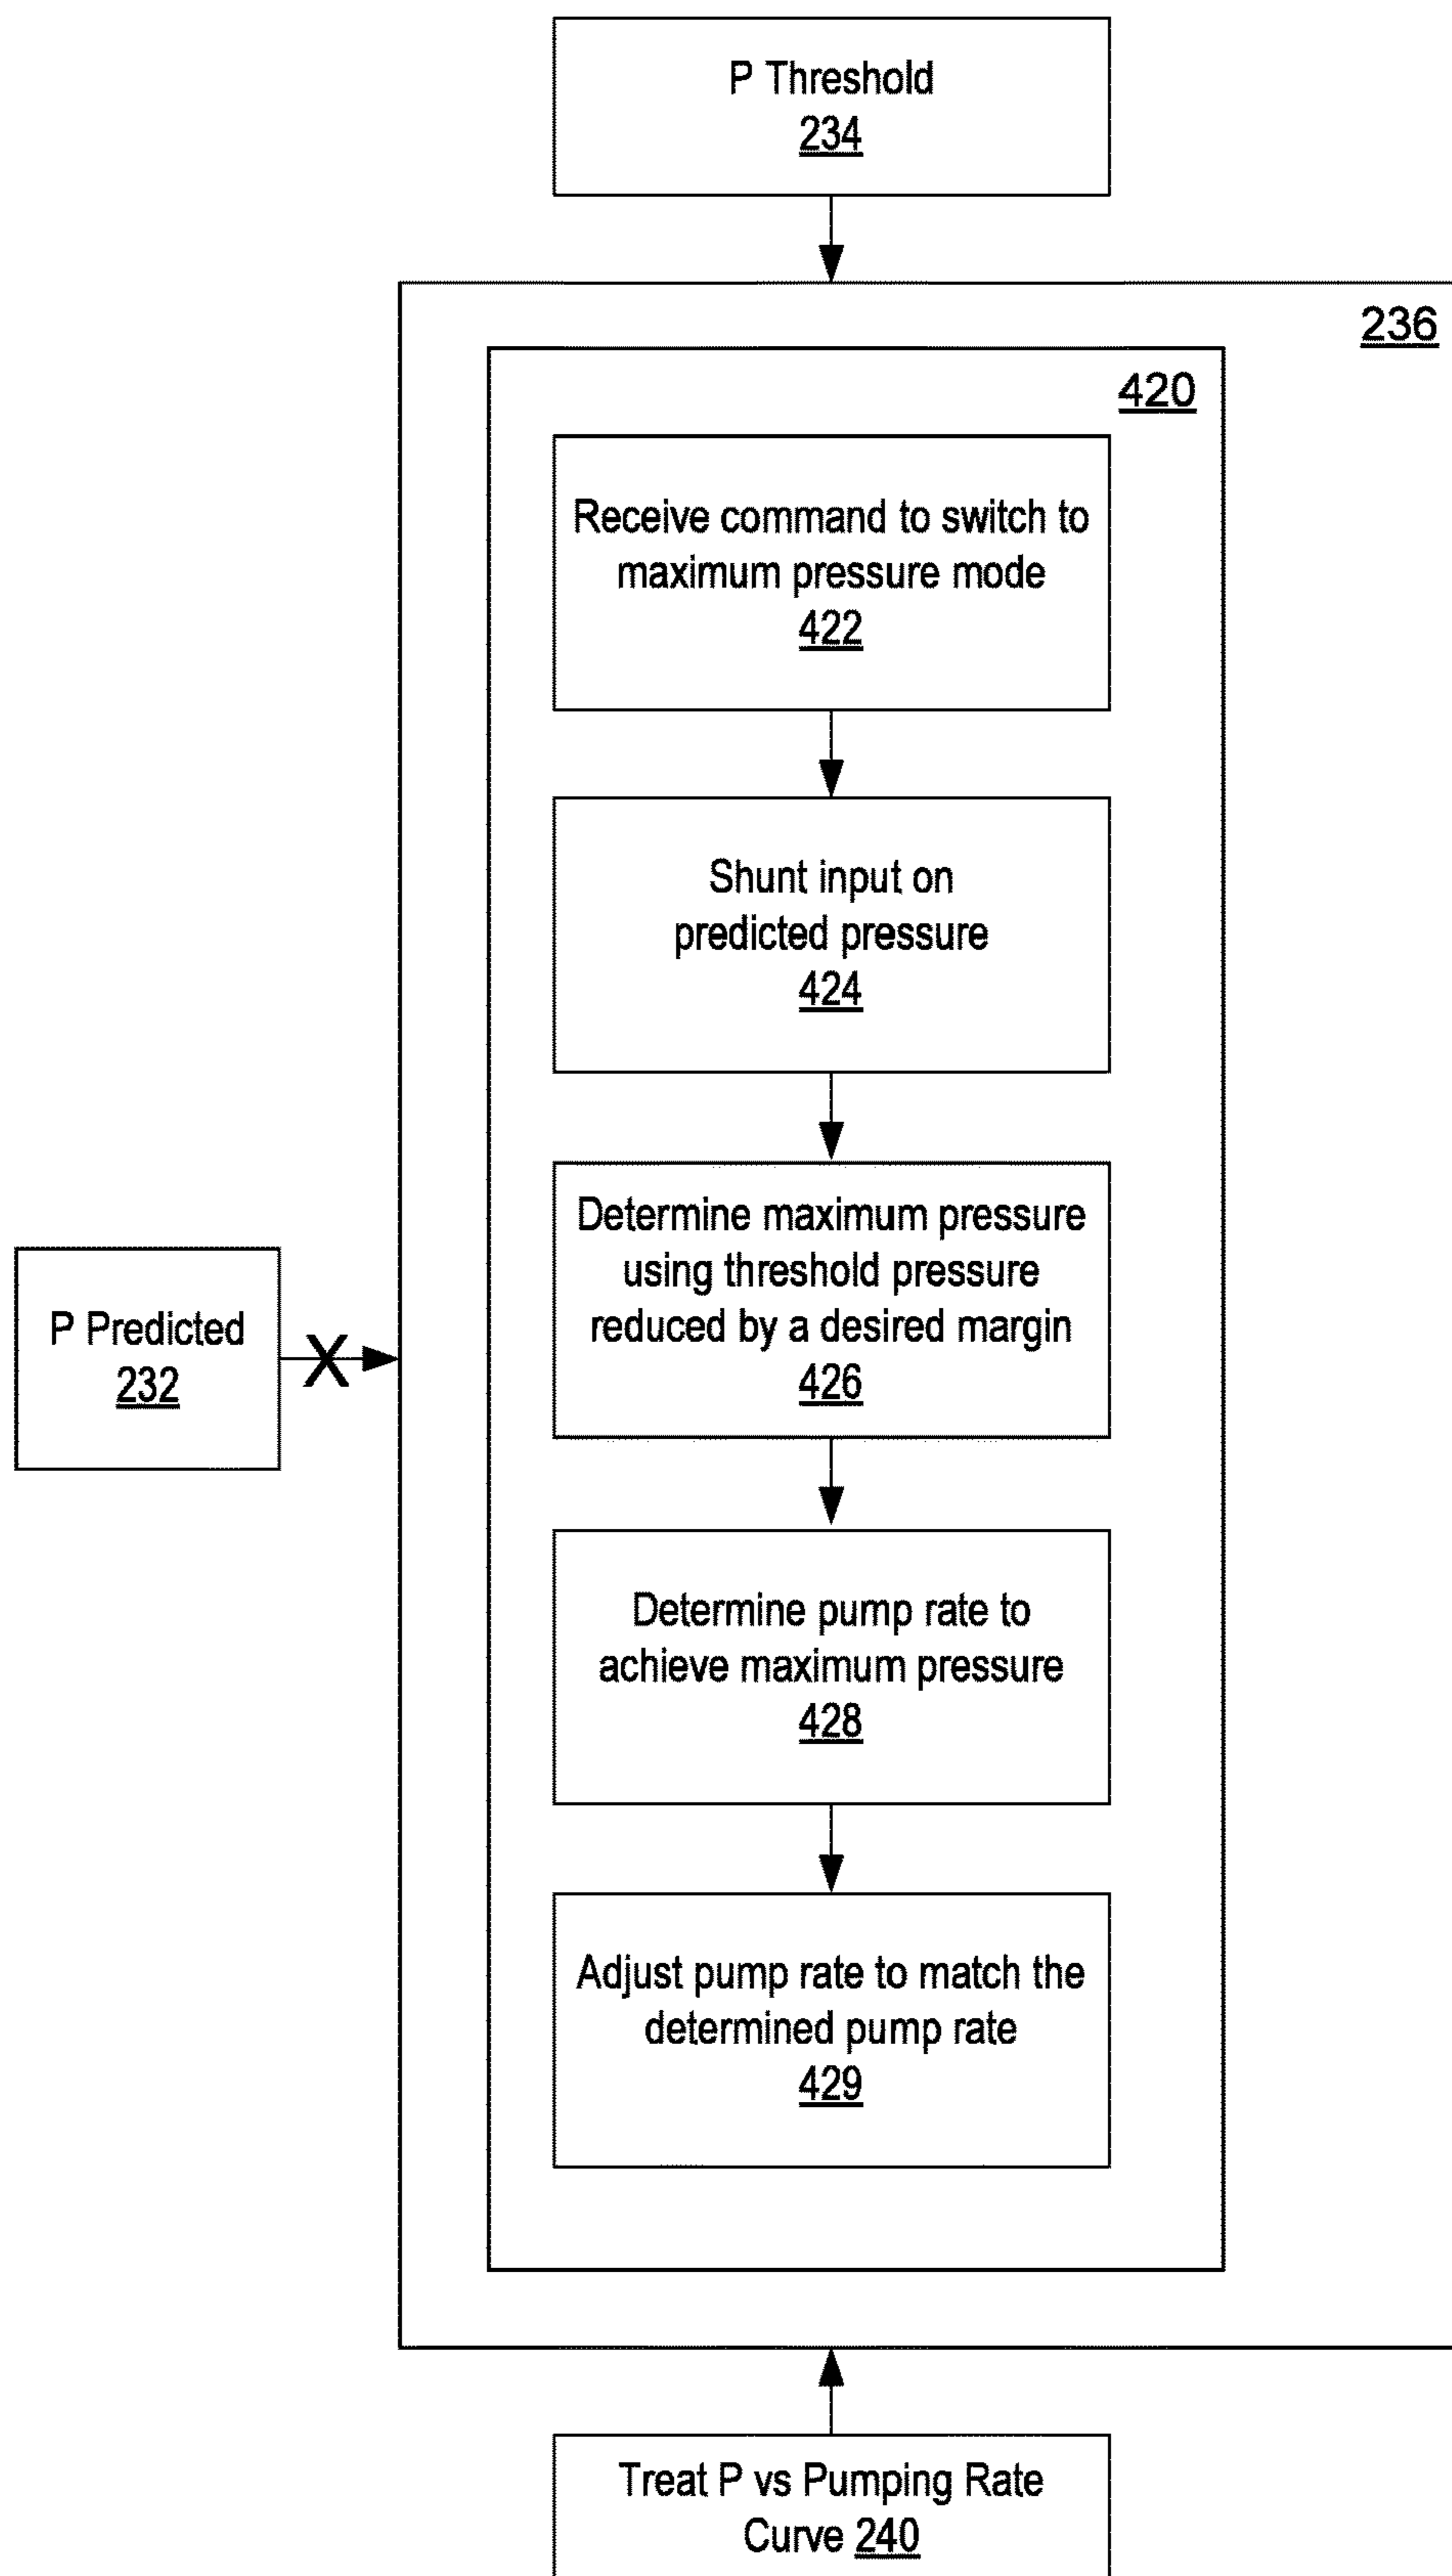 P Threshold
234
236
420
Receive command to switch to
maximum pressure mode
422
Shunt input on
predicted pressure
424
Determine maximum pressure
using threshold pressure
reduced by a desired margin
426
P Predicted
232
X
Determine pump rate to
achieve maximum pressure
428
Adjust pump rate to match the
determined pump rate
429
Treat P vs Pumping Rate
Curve 240